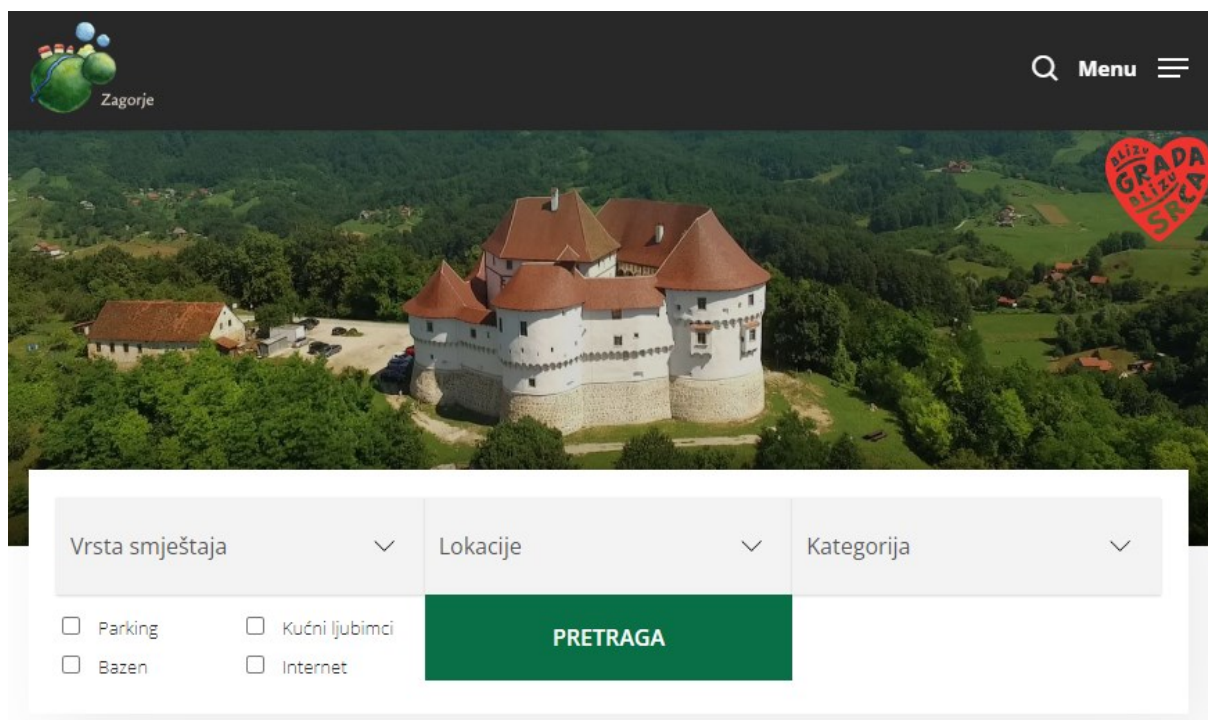 Zagorje
Menu
BLIZU
GRADA
BLIZU
SRCA
Vrsta smještaja
Lokacije
Kategorija
Parking
Kućni ljubimci
PRETRAGA
Bazen
Internet